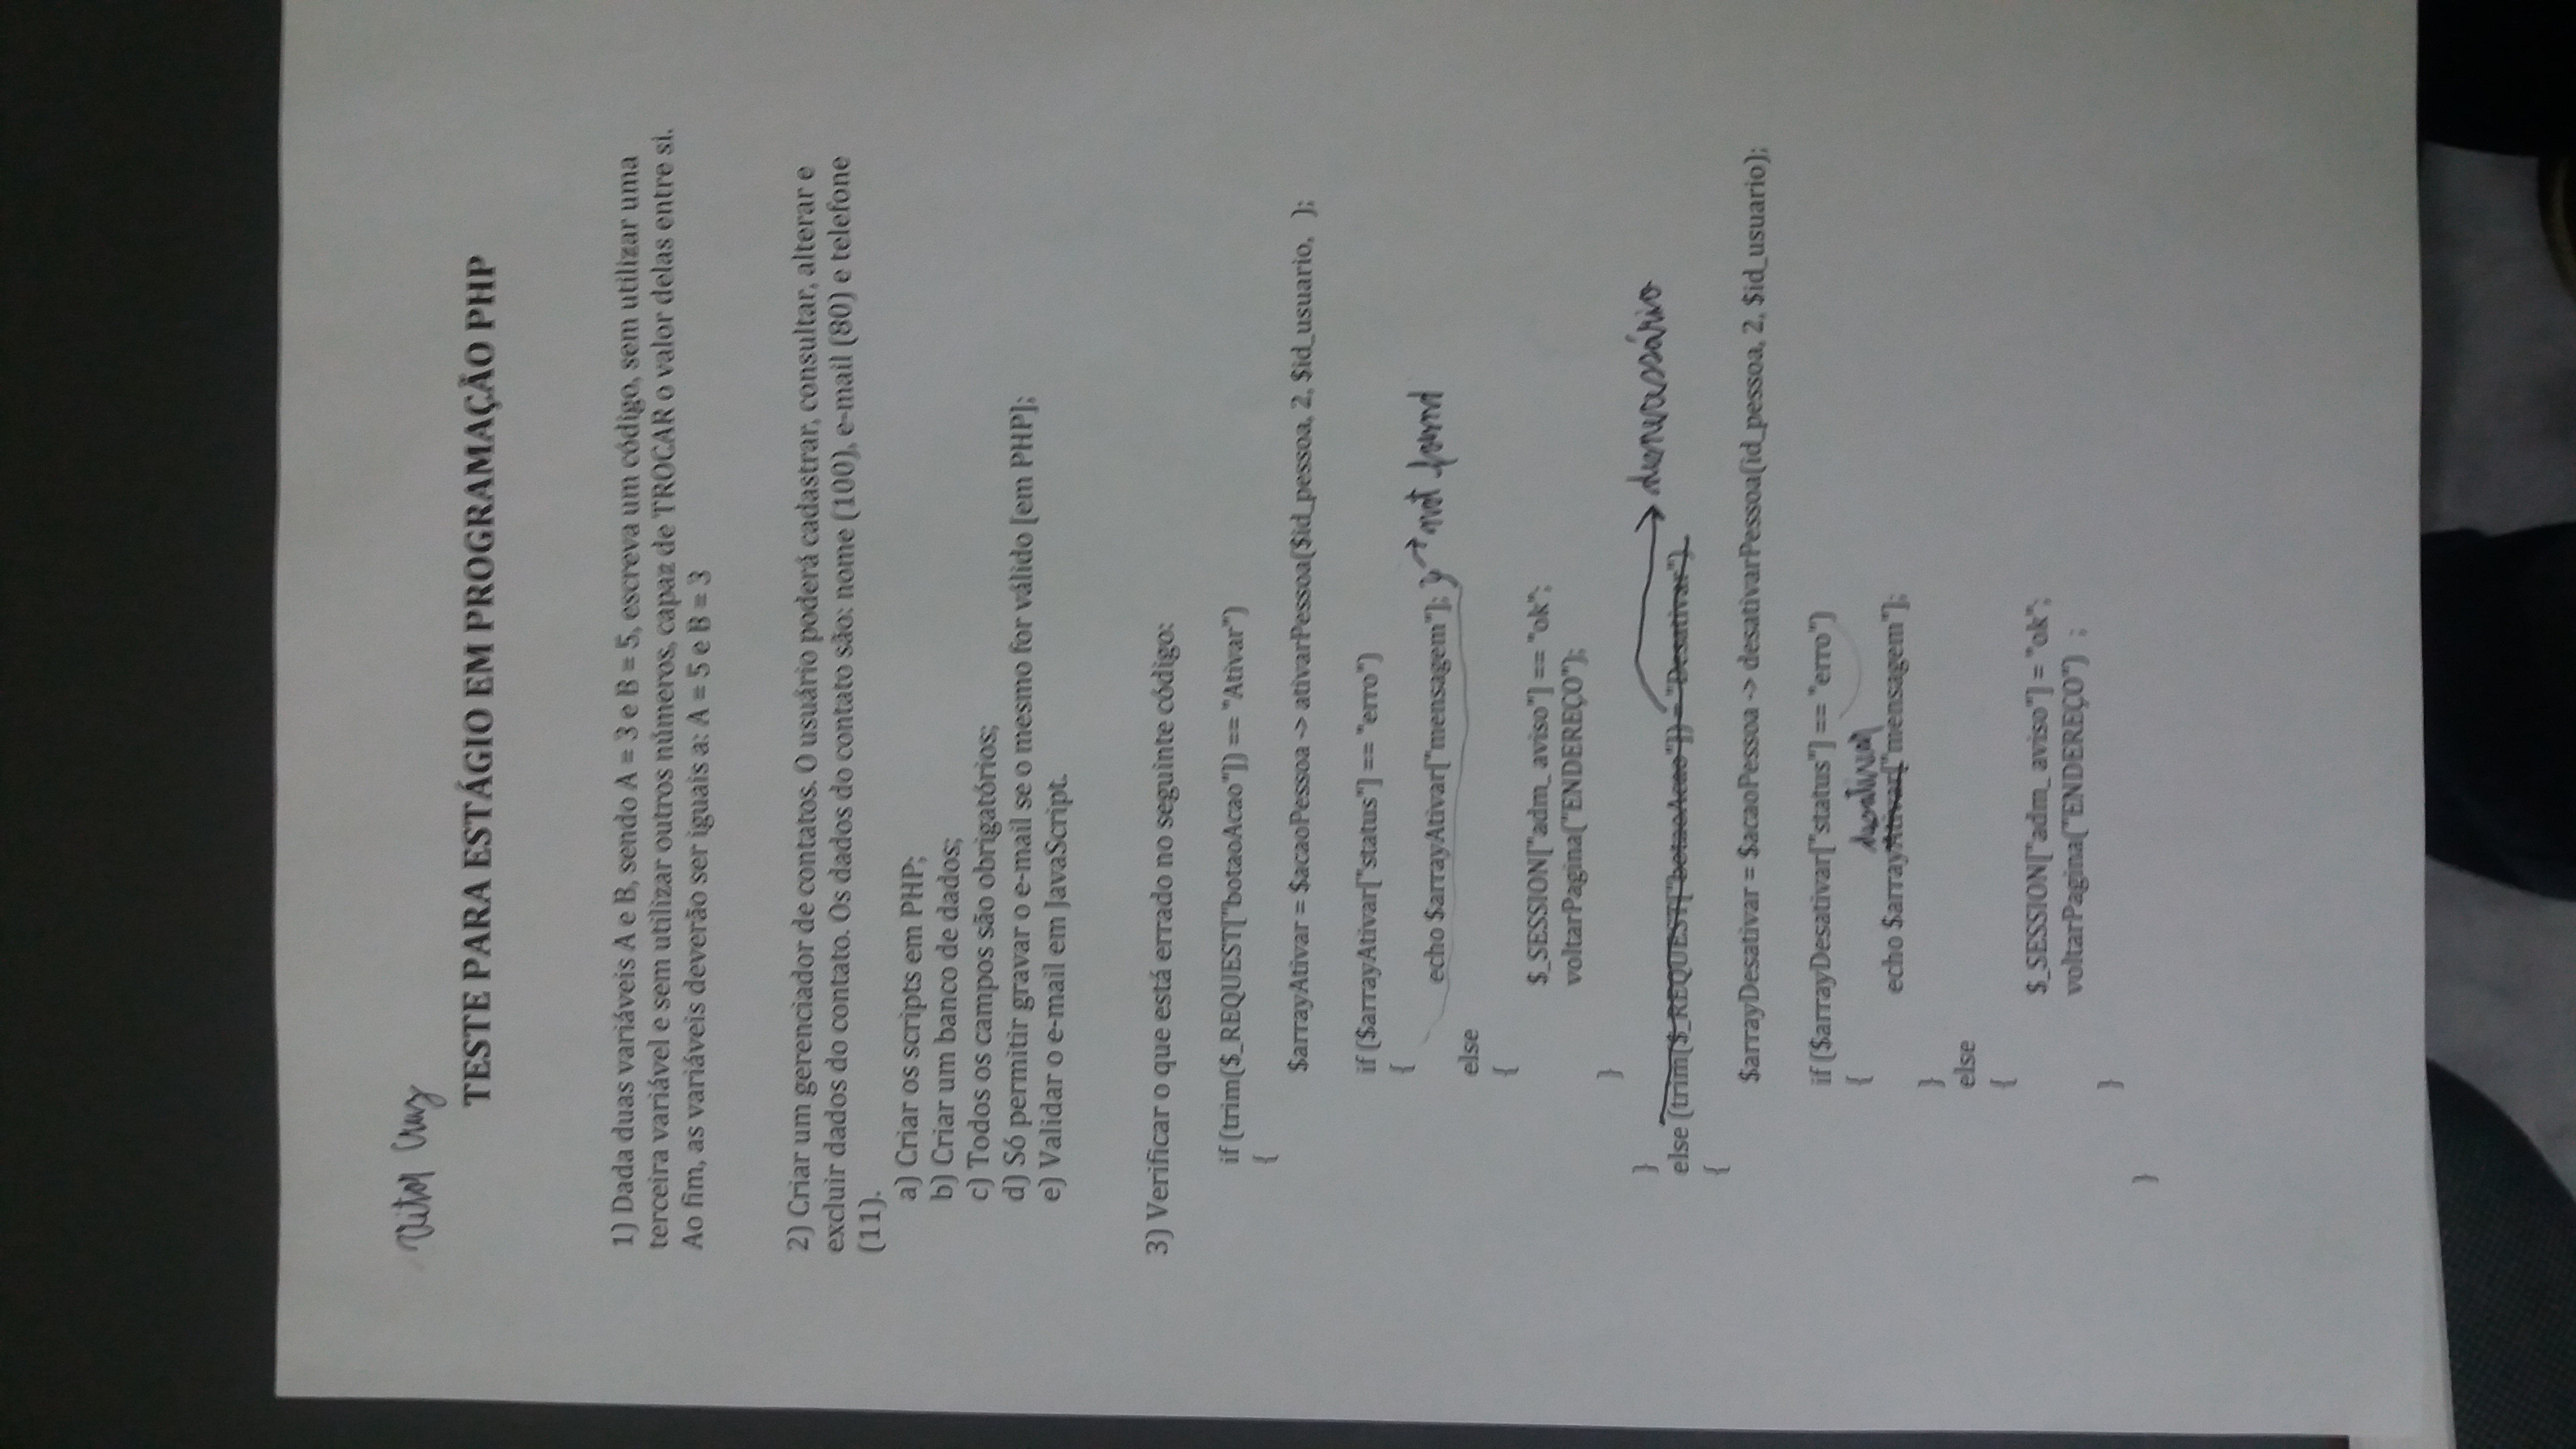 Vitor Cruz
TESTE PARA ESTÁGIO EM PROGRAMAÇÃO PHP
1) Dada duas variáveis A e B, sendo A = 3 e B = 5, escreva um código, sem utilizar uma
terceira variável e sem utilizar outros números, capaz de TROCAR o valor delas entre si.
Ao fim, as variáveis deverão ser iguais a: A = 5 e B = 3
2) Criar um gerenciador de contatos. O usuário poderá cadastrar, consultar, alterar e
excluir dados do contato. Os dados do contato são: nome (100), e-mail (80) e telefone
(11).
a) Criar os scripts em PHP;
b) Criar um banco de dados;
c) Todos os campos são obrigatórios;
d) Só permitir gravar o e-mail se o mesmo for válido [em PHP];
e) Validar o e-mail em JavaScript.
3) Verificar o que está errado no seguinte código:
if (trim($_REQUEST["botaoAcao"]) == "Ativar")
{
$arrayAtivar = $acaoPessoa -> ativarPessoa($id_pessoa, 2, $id_usuario, );
if ($arrayAtivar["status"] == "erro")
{
echo $arrayAtivar["mensagem"]; } → not found
else
{
$_SESSION["adm_ aviso"] == "ok";
voltarPagina("ENDEREÇO");
}
}
→ desnecessário
else (trim($_REQUEST["botaoAcao"]) = "Desativar")
{
$arrayDesativar = $acaoPessoa -> desativarPessoa(id_pessoa, 2, $id_usuario);
if ($arrayDesativar["status"] == "erro")
{
desativar
echo $arrayAtivar["mensagem"];
}
else
{
$_SESSION["adm_ aviso"] = "ok";
voltarPagina("ENDEREÇO") ;
}
}